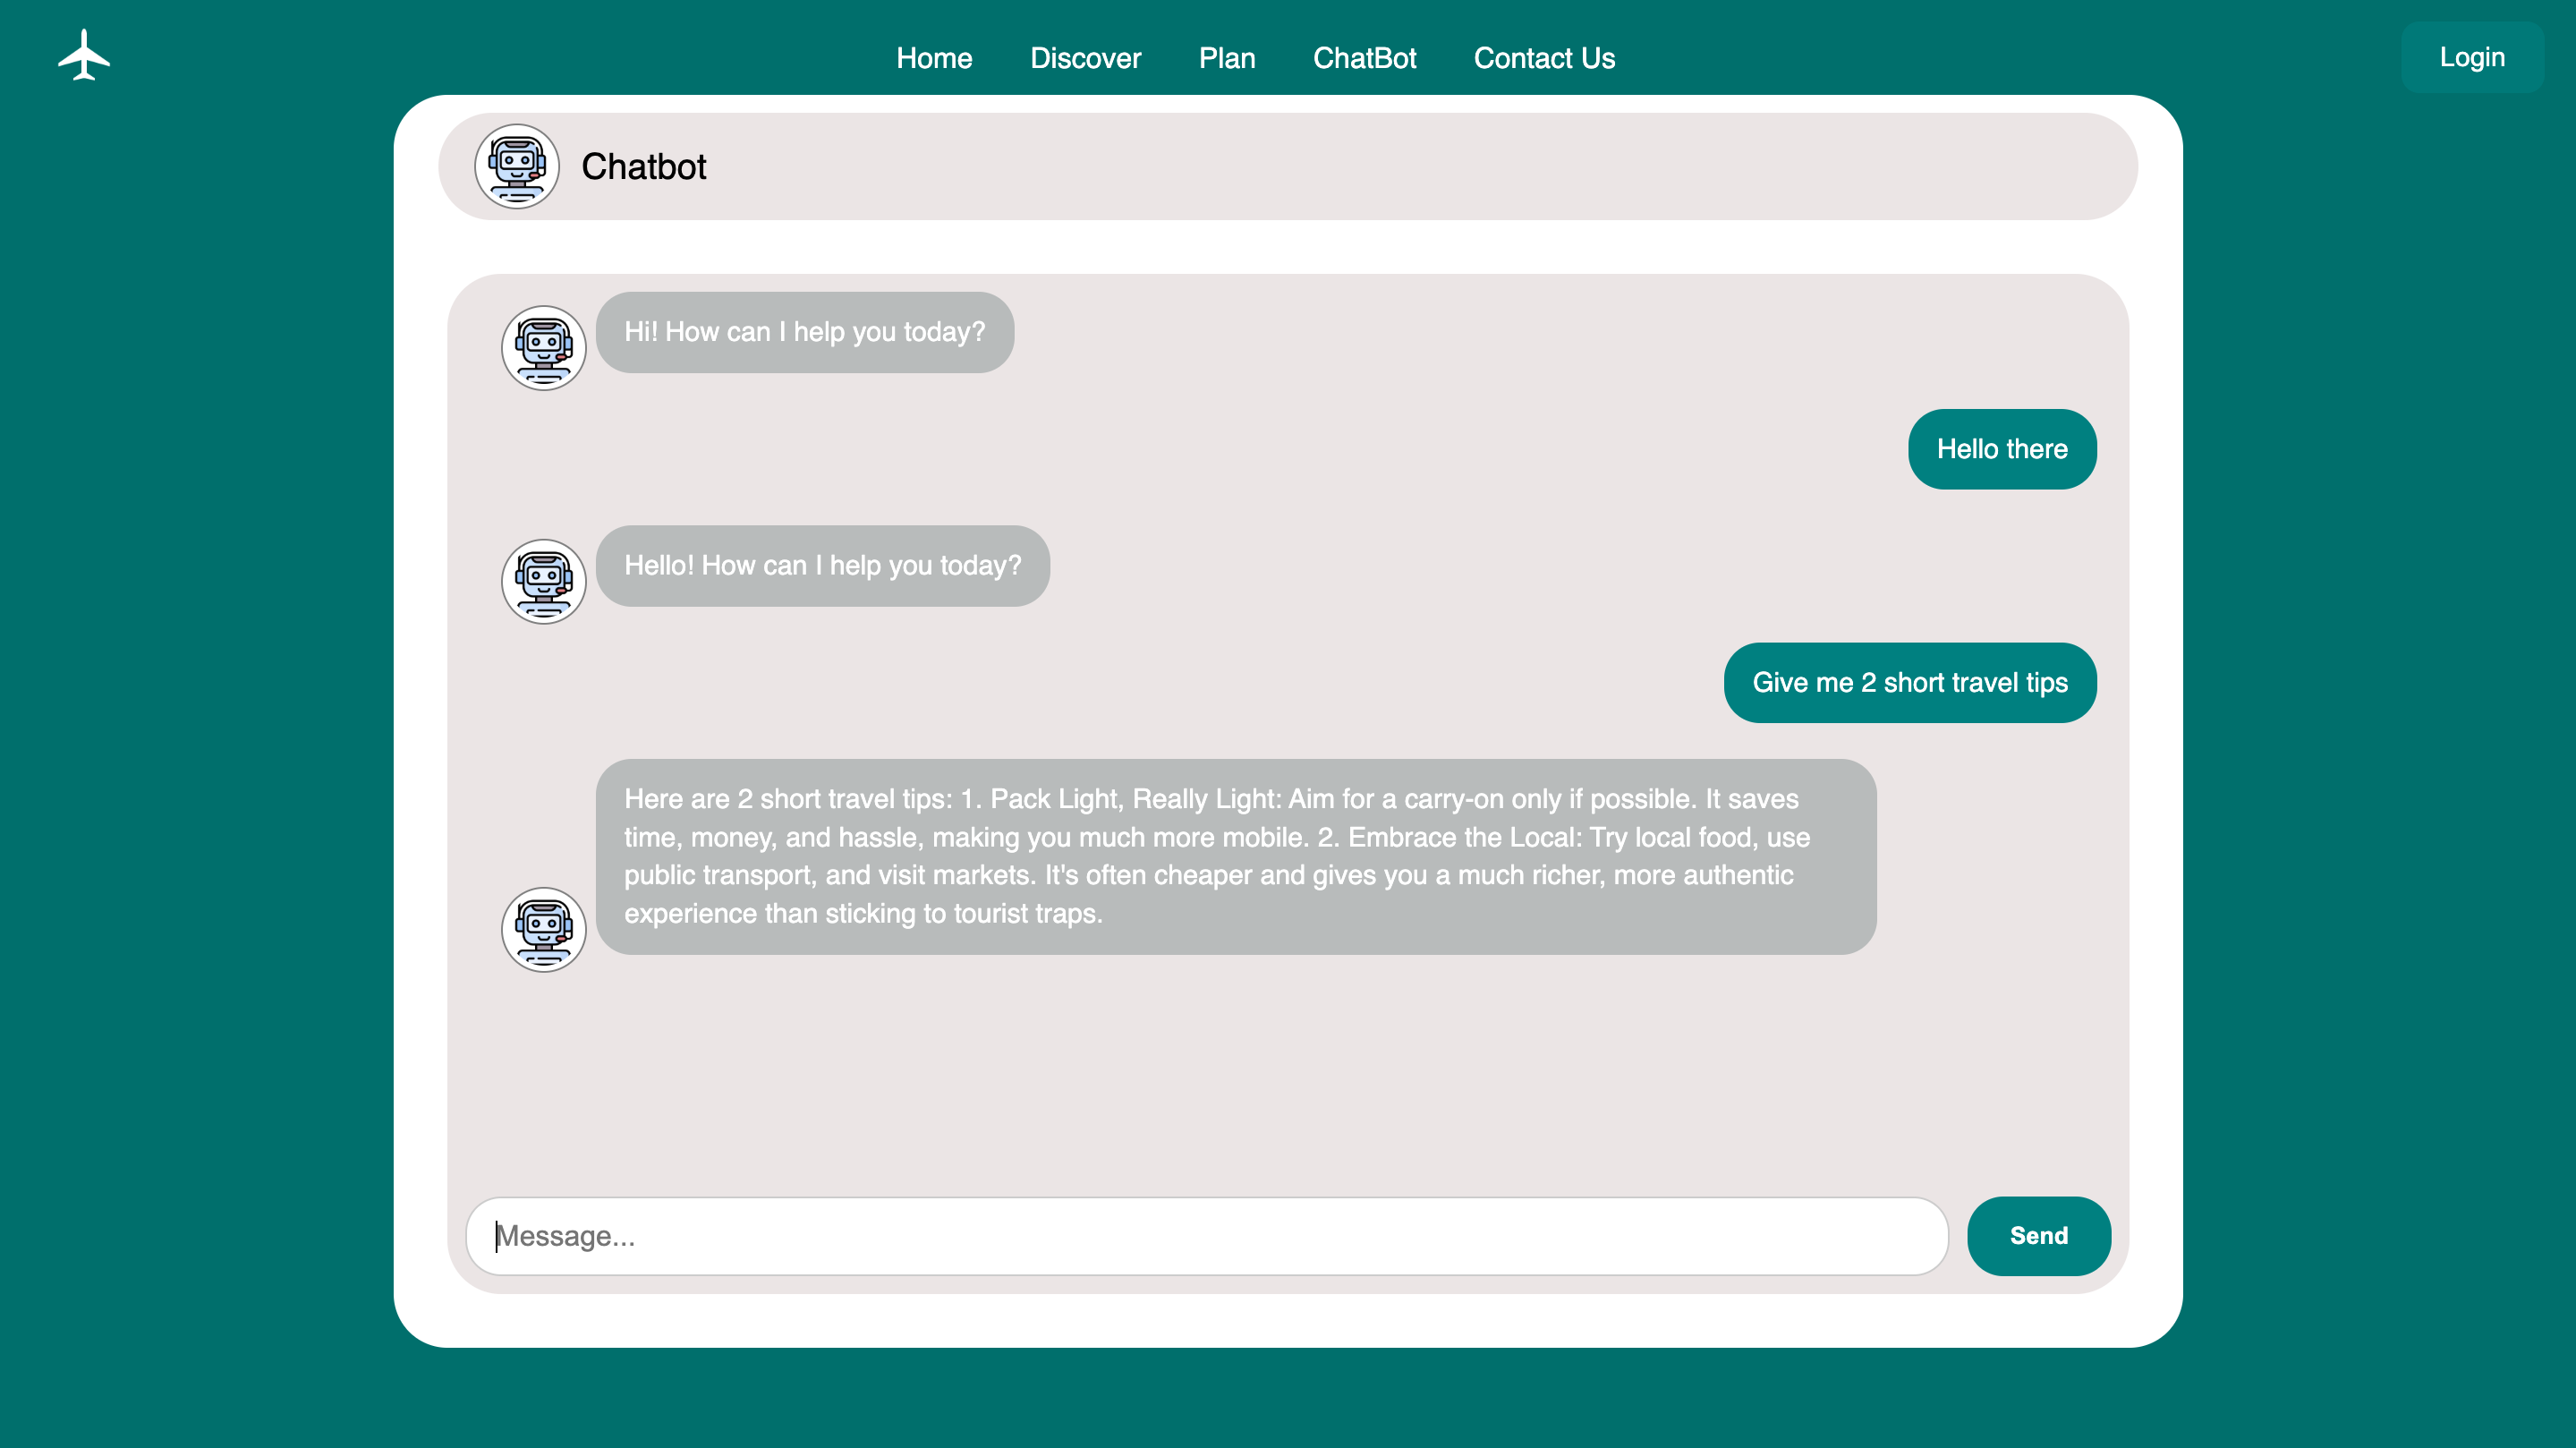 Home Discover Plan ChatBot Contact Us Login
Chatbot
Hi! How can I help you today?
Hello there
Hello! How can I help you today?
Give me 2 short travel tips
Here are 2 short travel tips: 1. Pack Light, Really Light: Aim for a carry-on only if possible. It saves
time, money, and hassle, making you much more mobile. 2. Embrace the Local: Try local food, use
public transport, and visit markets. It's often cheaper and gives you a much richer, more authentic
experience than sticking to tourist traps.
Message...
Send